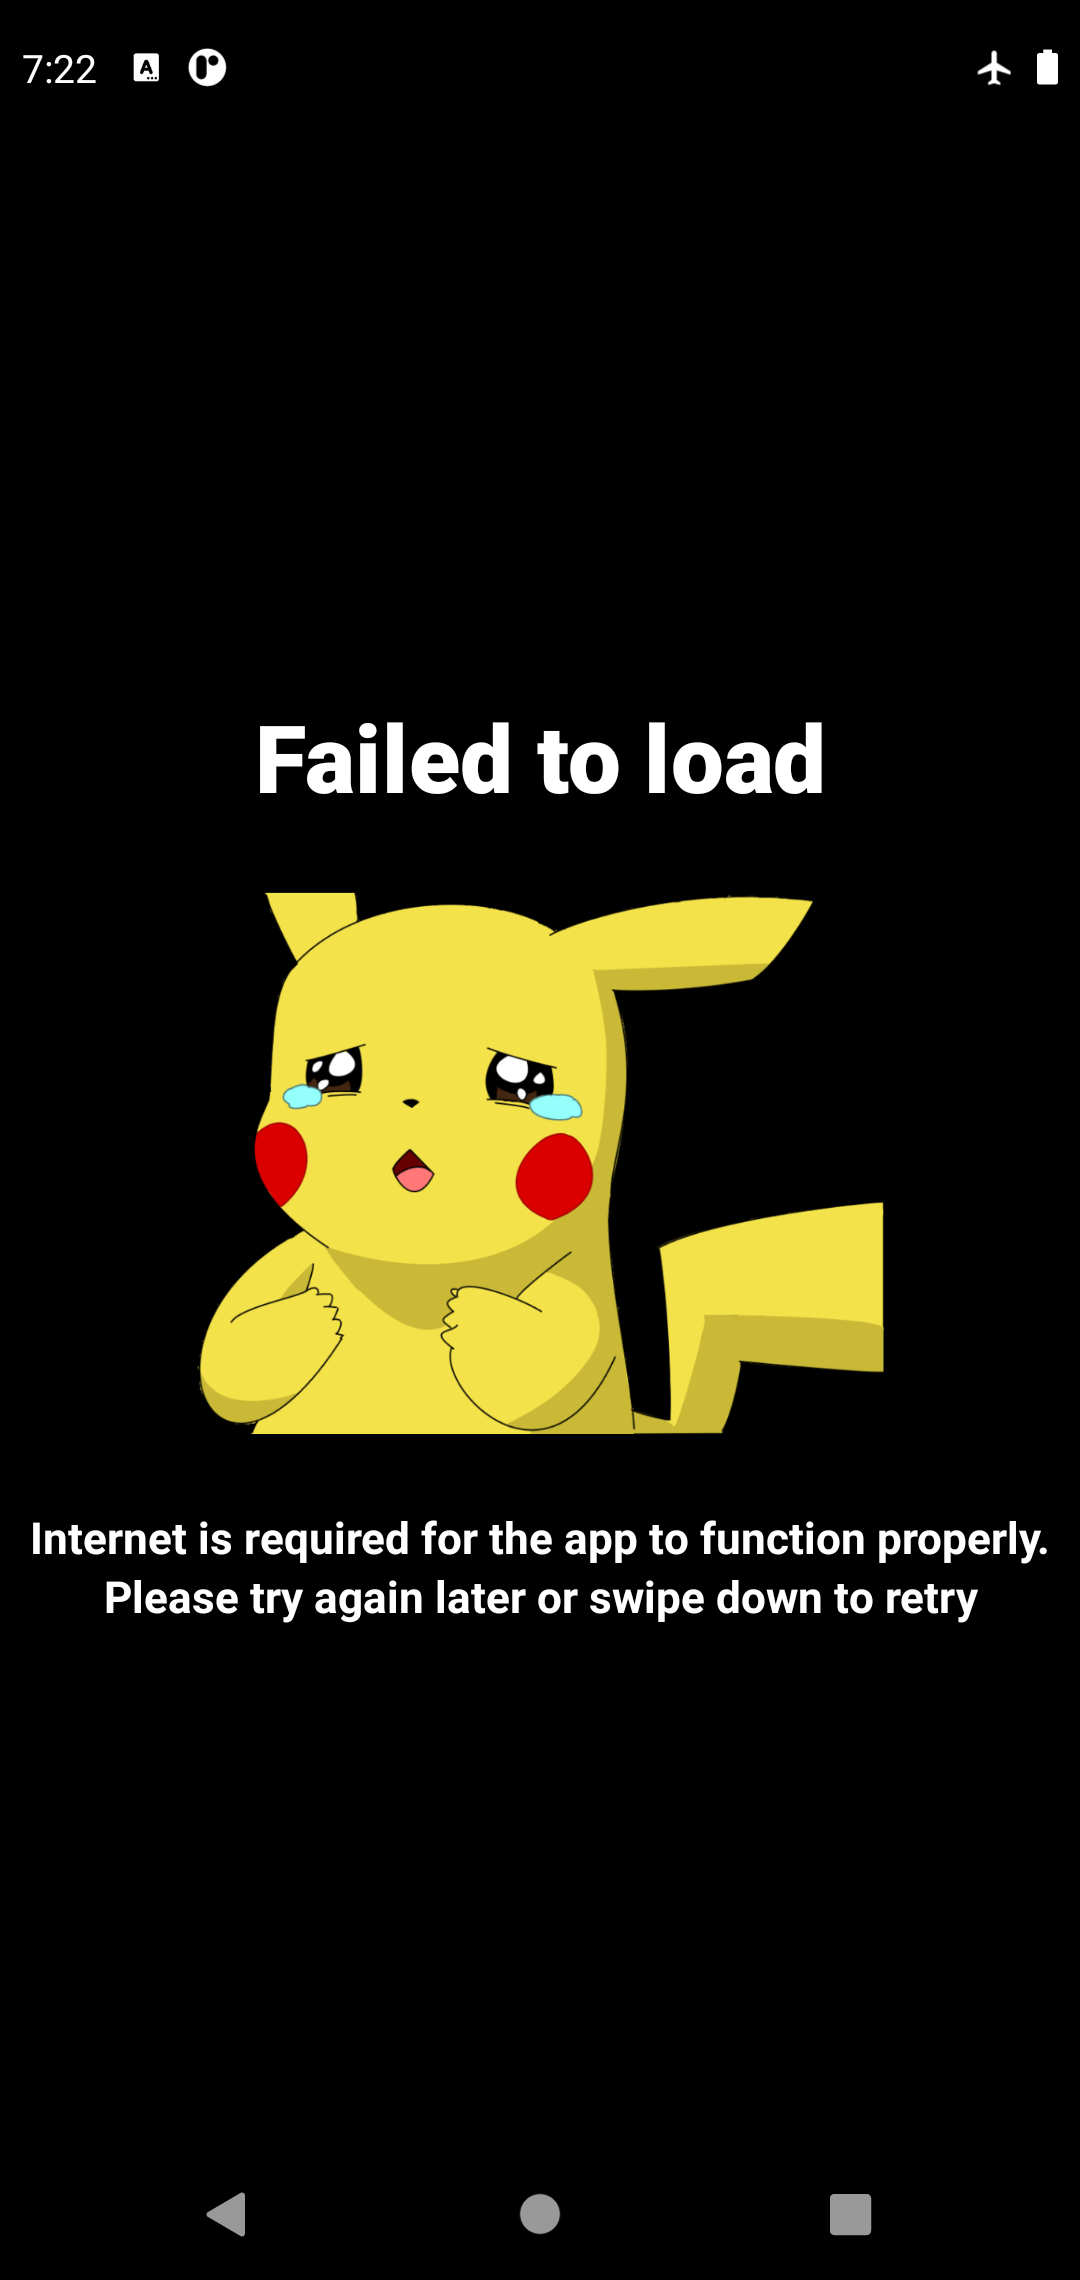 7:22
Failed to load
Internet is required for the app to function properly.
Please try again later or swipe down to retry